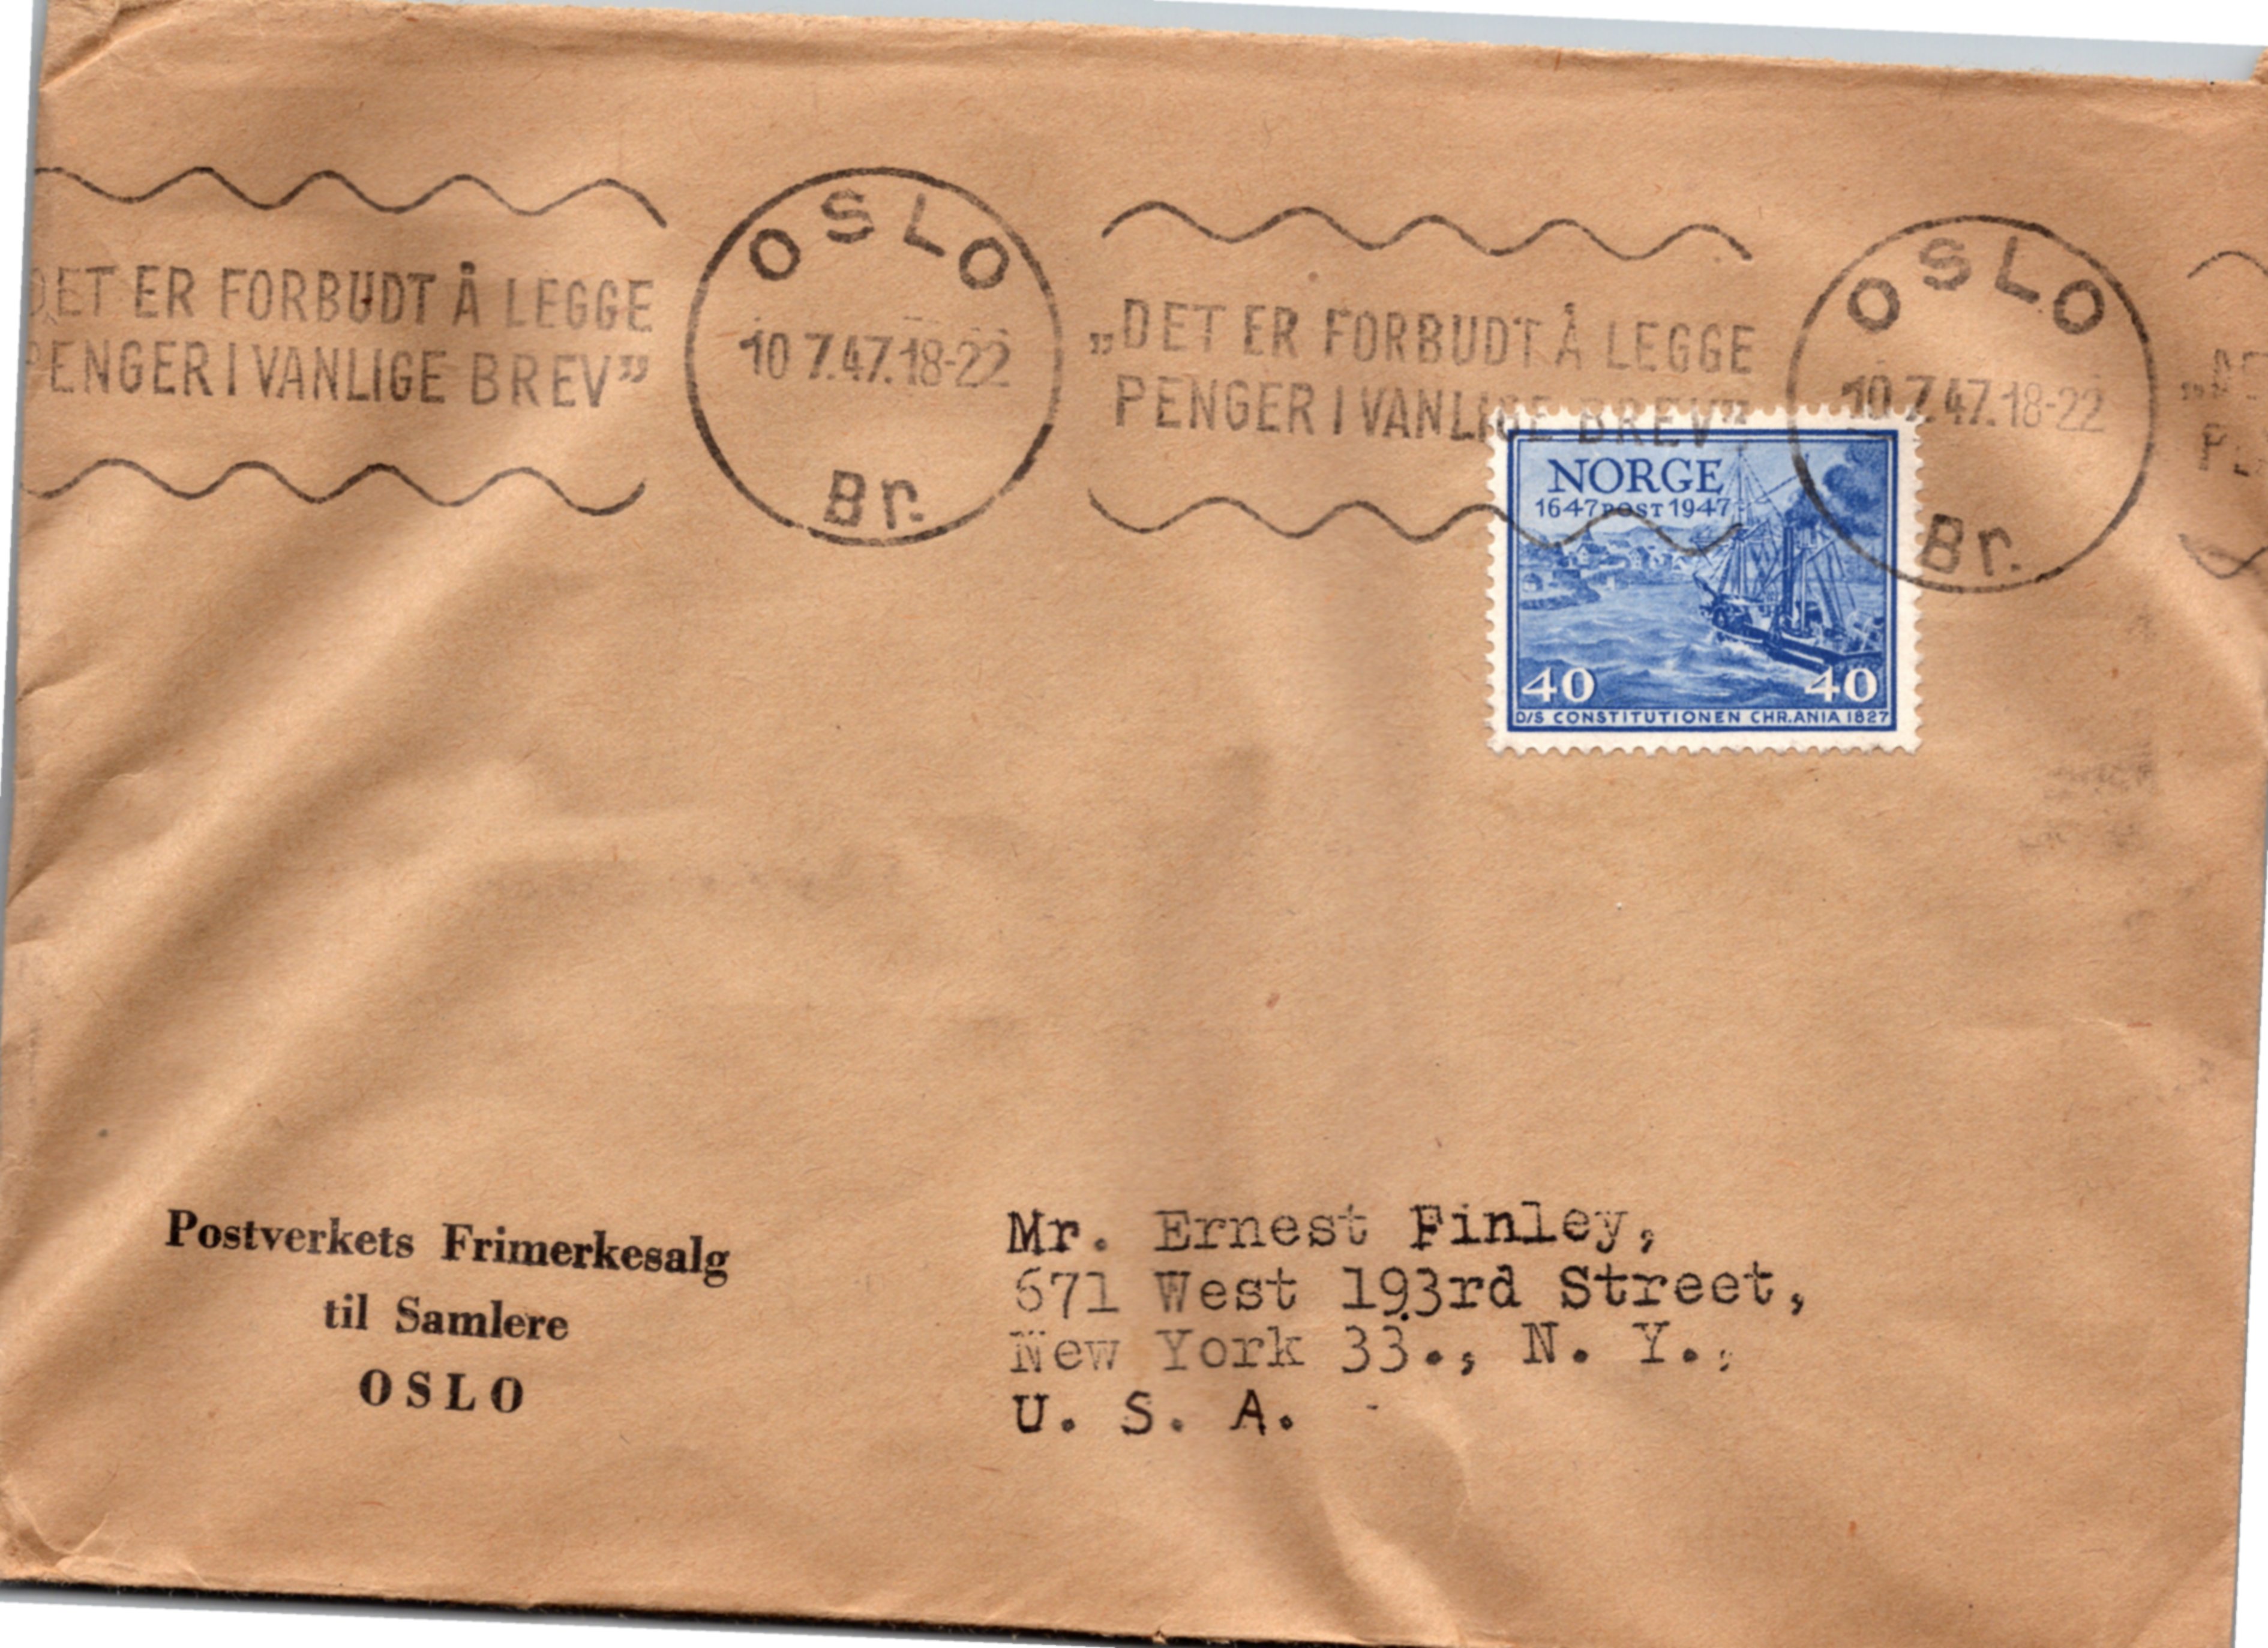 OSLO
10 7.47.18-22
Br.
DET ER FORBUDT Å LEGGE
PENGER I VANLIGE BREV”
OSLO
10.7.47.18-22
Br.
„DET ER FORBUDT Å LEGGE
PENGER I VANLIGE BREV”
NORGE
1647 POST 1947
40 40
D/S CONSTITUTIONEN CHR.ANIA 1827
Postverkets Frimerkesalg
til Samlere
OSLO
Mr. Ernest Finley,
671 West 193rd Street,
New York 33., N. Y.,
U. S. A.